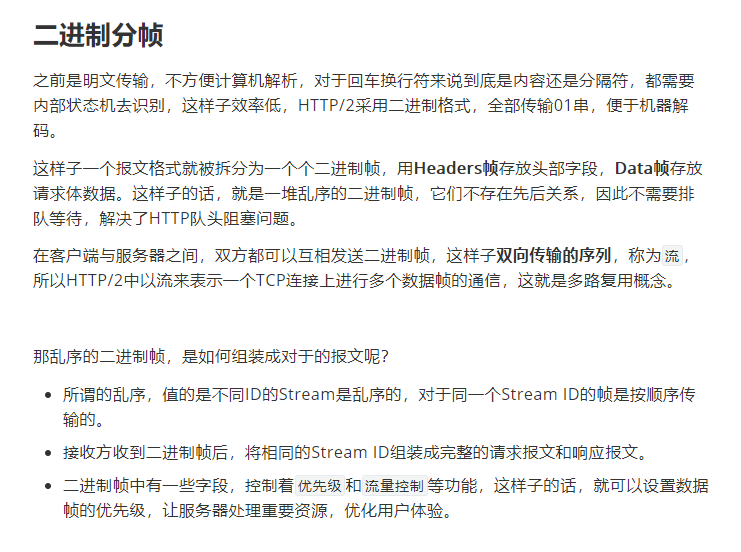 二进制分帧
之前是明文传输，不方便计算机解析，对于回车换行符来说到底是内容还是分隔符，都需要
内部状态机去识别，这样子效率低，HTTP/2采用二进制格式，全部传输01串，便于机器解
码。
这样子一个报文格式就被拆分为一个个二进制帧，用Headers帧存放头部字段，Data帧存放
请求体数据。这样子的话，就是一堆乱序的二进制帧，它们不存在先后关系，因此不需要排
队等待，解决了HTTP队头阻塞问题。
在客户端与服务器之间，双方都可以互相发送二进制帧，这样子双向传输的序列，称为流，
所以HTTP/2中以流来表示一个TCP连接上进行多个数据帧的通信，这就是多路复用概念。
那乱序的二进制帧，是如何组装成对于的报文呢？
• 所谓的乱序，值的是不同ID的Stream是乱序的，对于同一个Stream ID的帧是按顺序传
输的。
• 接收方收到二进制帧后，将相同的Stream ID组装成完整的请求报文和响应报文。
• 二进制帧中有一些字段，控制着优先级和流量控制等功能，这样子的话，就可以设置数据
帧的优先级，让服务器处理重要资源，优化用户体验。